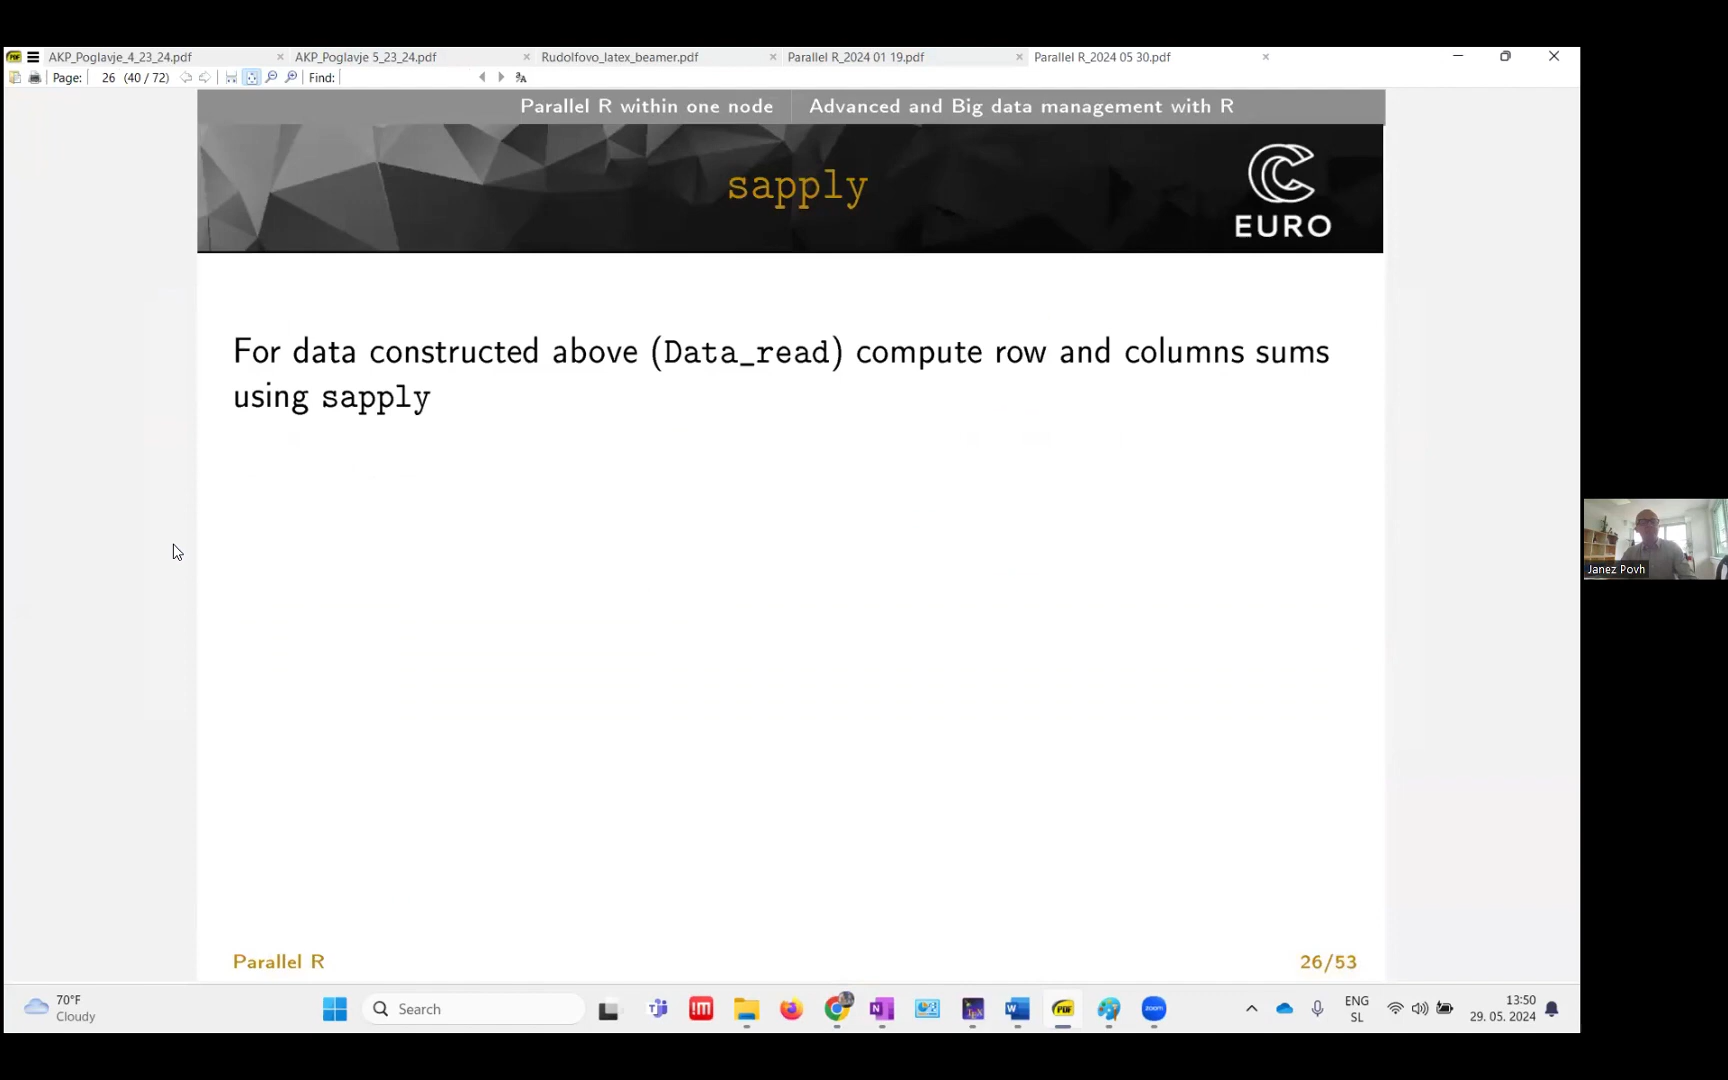 AKP_Poglavje_4_23_24.pdf × AKP_Poglavje 5_23_24.pdf × Rudolfovo_latex_beamer.pdf × Parallel R_2024 01 19.pdf × Parallel R_2024 05 30.pdf ×
Page: 26 (40 / 72) Find:
Parallel R within one node Advanced and Big data management with R
sapply
EURO
For data constructed above (Data_read) compute row and columns sums
using sapply
Janez Povh
Parallel R 26/53
70°F
Cloudy
Search
ENG
SL
13:50
29. 05. 2024